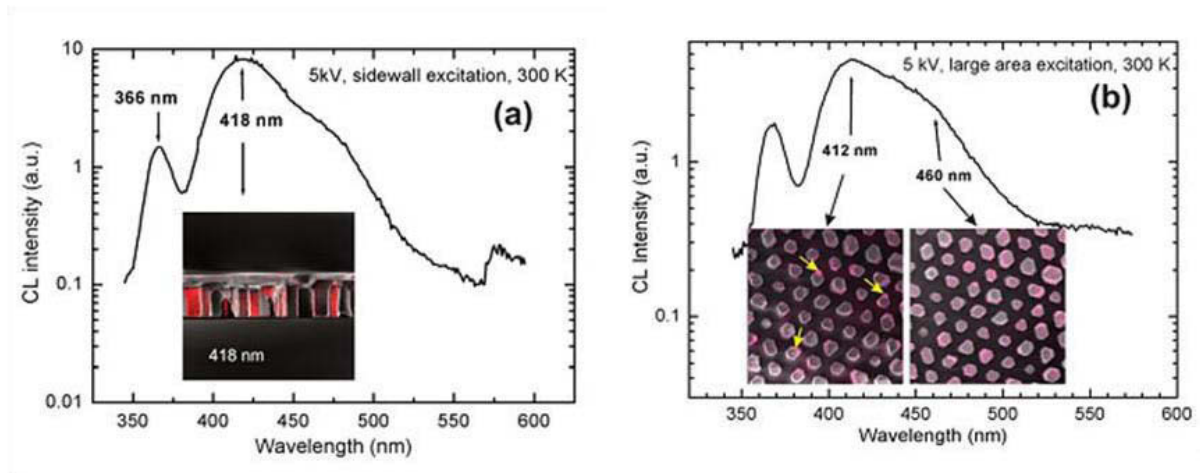 10
1
0.1
0.01
CL intensity (a.u.)
5kV, sidewall excitation, 300 K
(a)
366 nm
418 nm
418 nm
350
400
450
500
550
600
Wavelength (nm)
1
0.1
CL Intensity (a.u.)
5 kV, large area excitation, 300 K
(b)
412 nm
460 nm
350
400
450
500
550
600
Wavelength (nm)